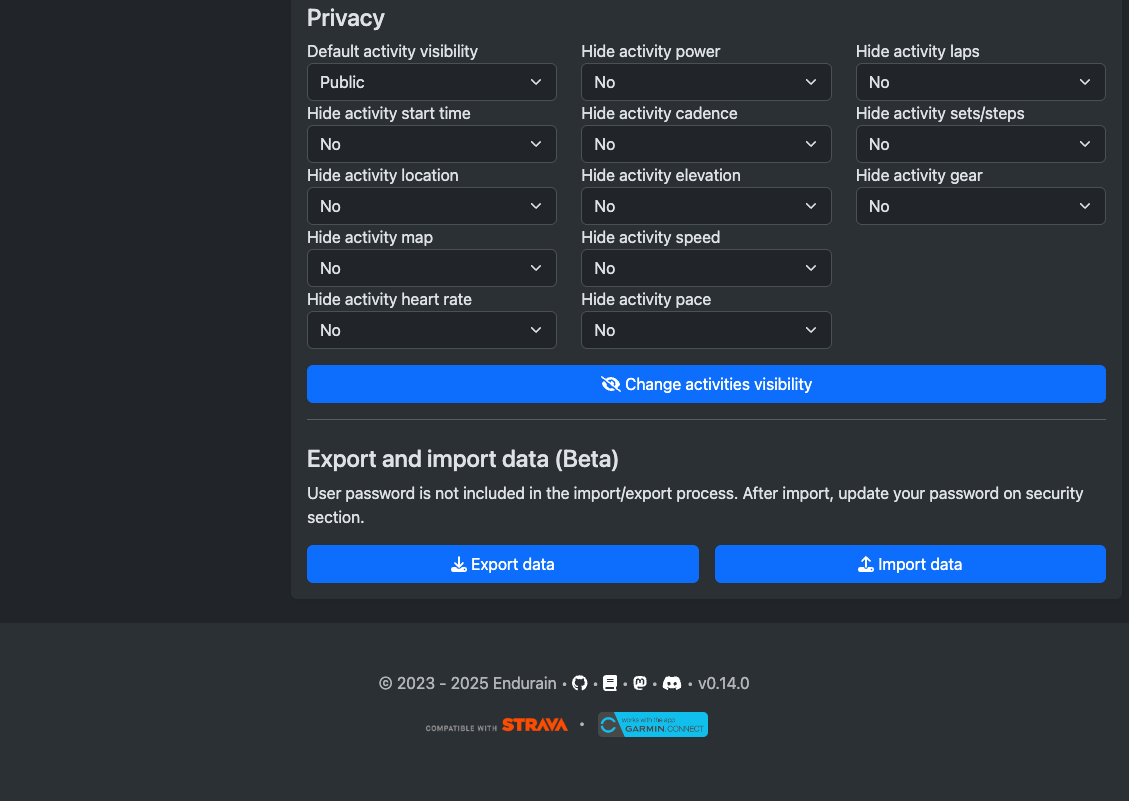 Privacy
Default activity visibility
Public
Hide activity start time
No
Hide activity location
No
Hide activity map
No
Hide activity heart rate
No
Hide activity power
No
Hide activity cadence
No
Hide activity elevation
No
Hide activity speed
No
Hide activity pace
No
Hide activity laps
No
Hide activity sets/steps
No
Hide activity gear
No
Change activities visibility
Export and import data (Beta)
User password is not included in the import/export process. After import, update your password on security
section.
Export data
Import data
© 2023 - 2025 Endurain • • • • • v0.14.0
COMPATIBLE WITH STRAVA •
works with the app
GARMIN.CONNECT